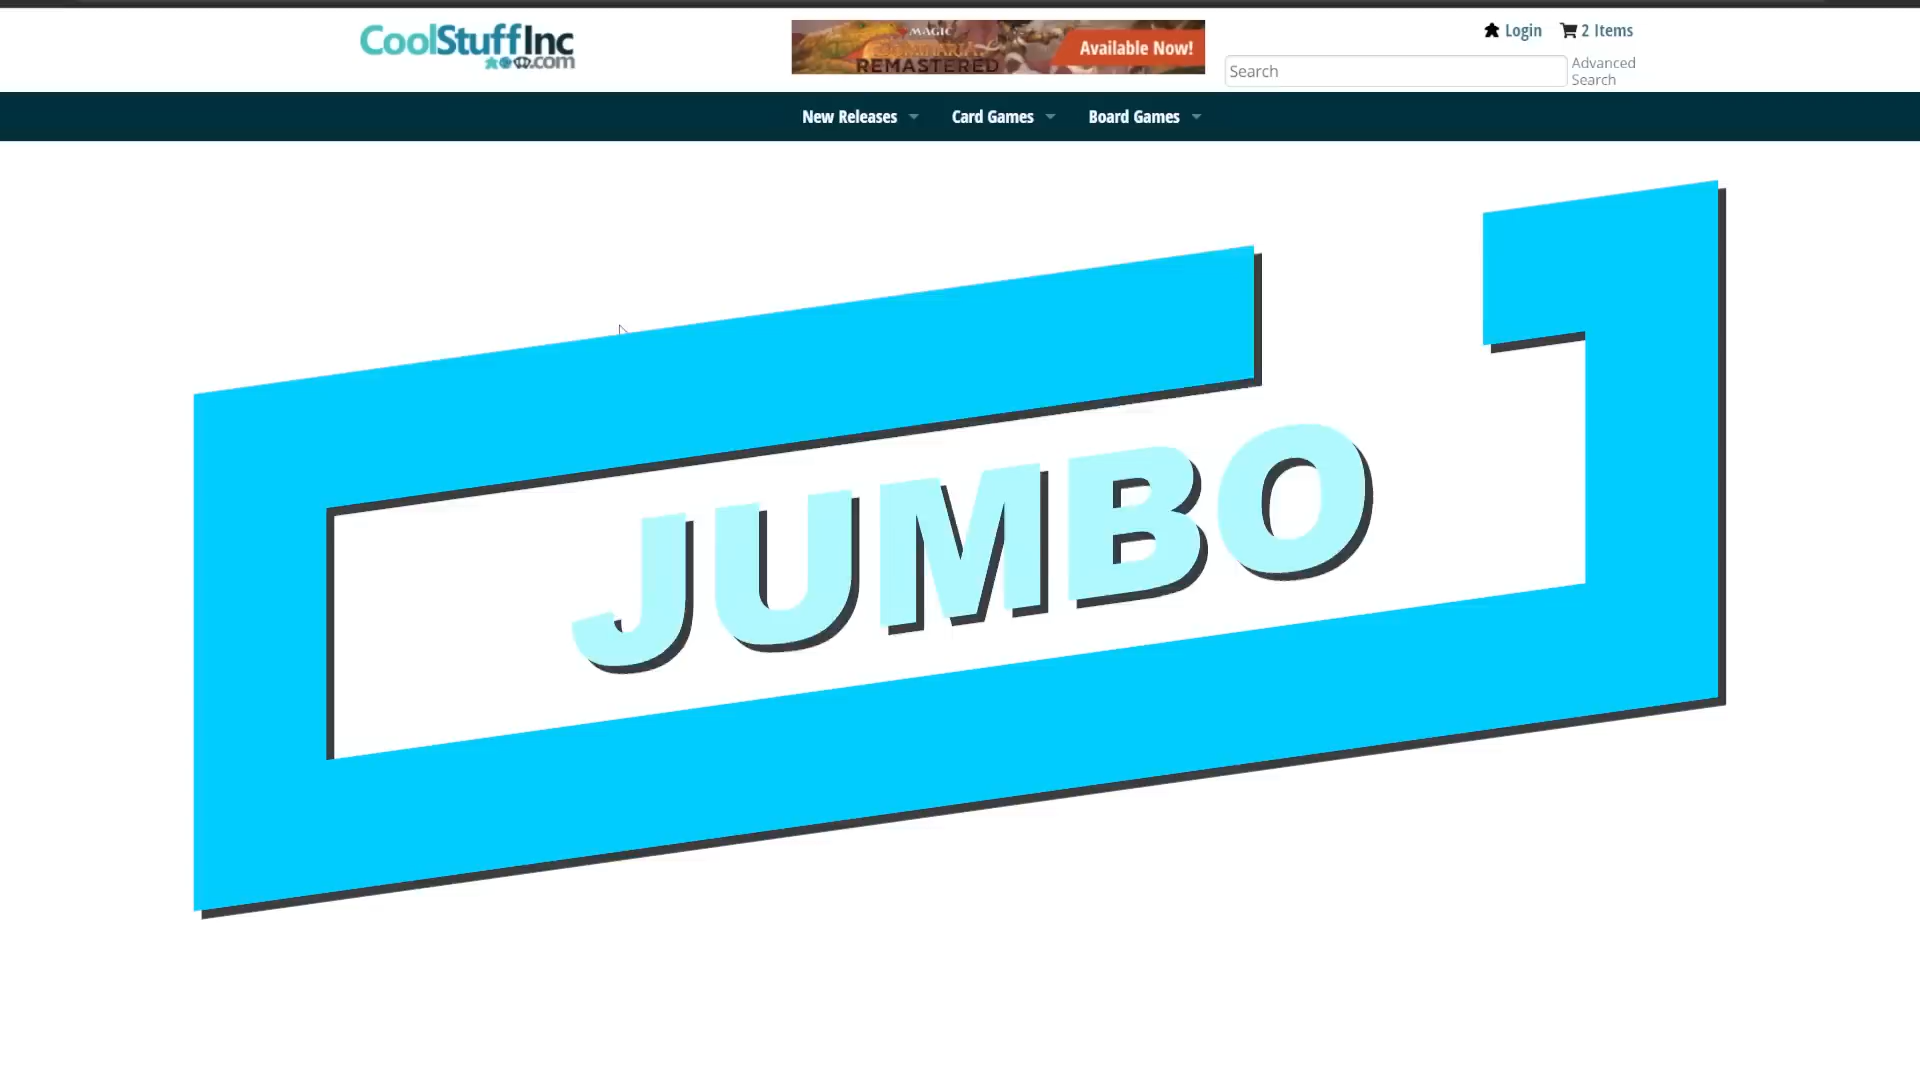 CoolStuffInc
.com
MAGIC
DOMINARIA
REMASTERED
Available Now!
Login
2 Items
Search
Advanced
Search
New Releases
Card Games
Board Games
JUMBO